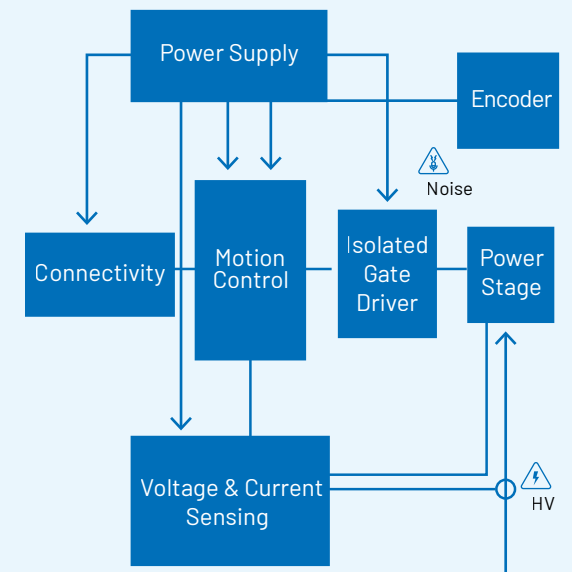 Power Supply
Encoder
Noise
Isolated
Gate
Driver
Power
Stage
Motion
Control
Connectivity
Voltage & Current
Sensing
HV